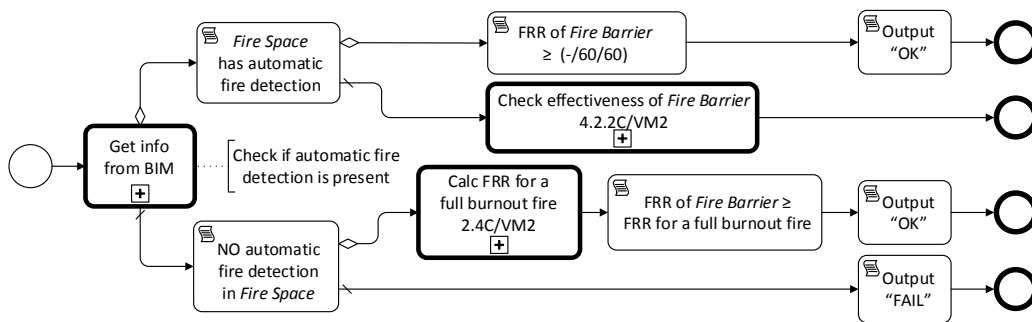 Fire Space
has automatic
fire detection
FRR of Fire Barrier
≥ (-/60/60)
Output
“OK”
Check effectiveness of Fire Barrier
4.2.2C/VM2
Get info
from BIM
Check if automatic fire
detection is present
Calc FRR for a
full burnout fire
2.4C/VM2
FRR of Fire Barrier ≥
FRR for a full burnout fire
Output
“OK”
NO automatic
fire detection
in Fire Space
Output
“FAIL”